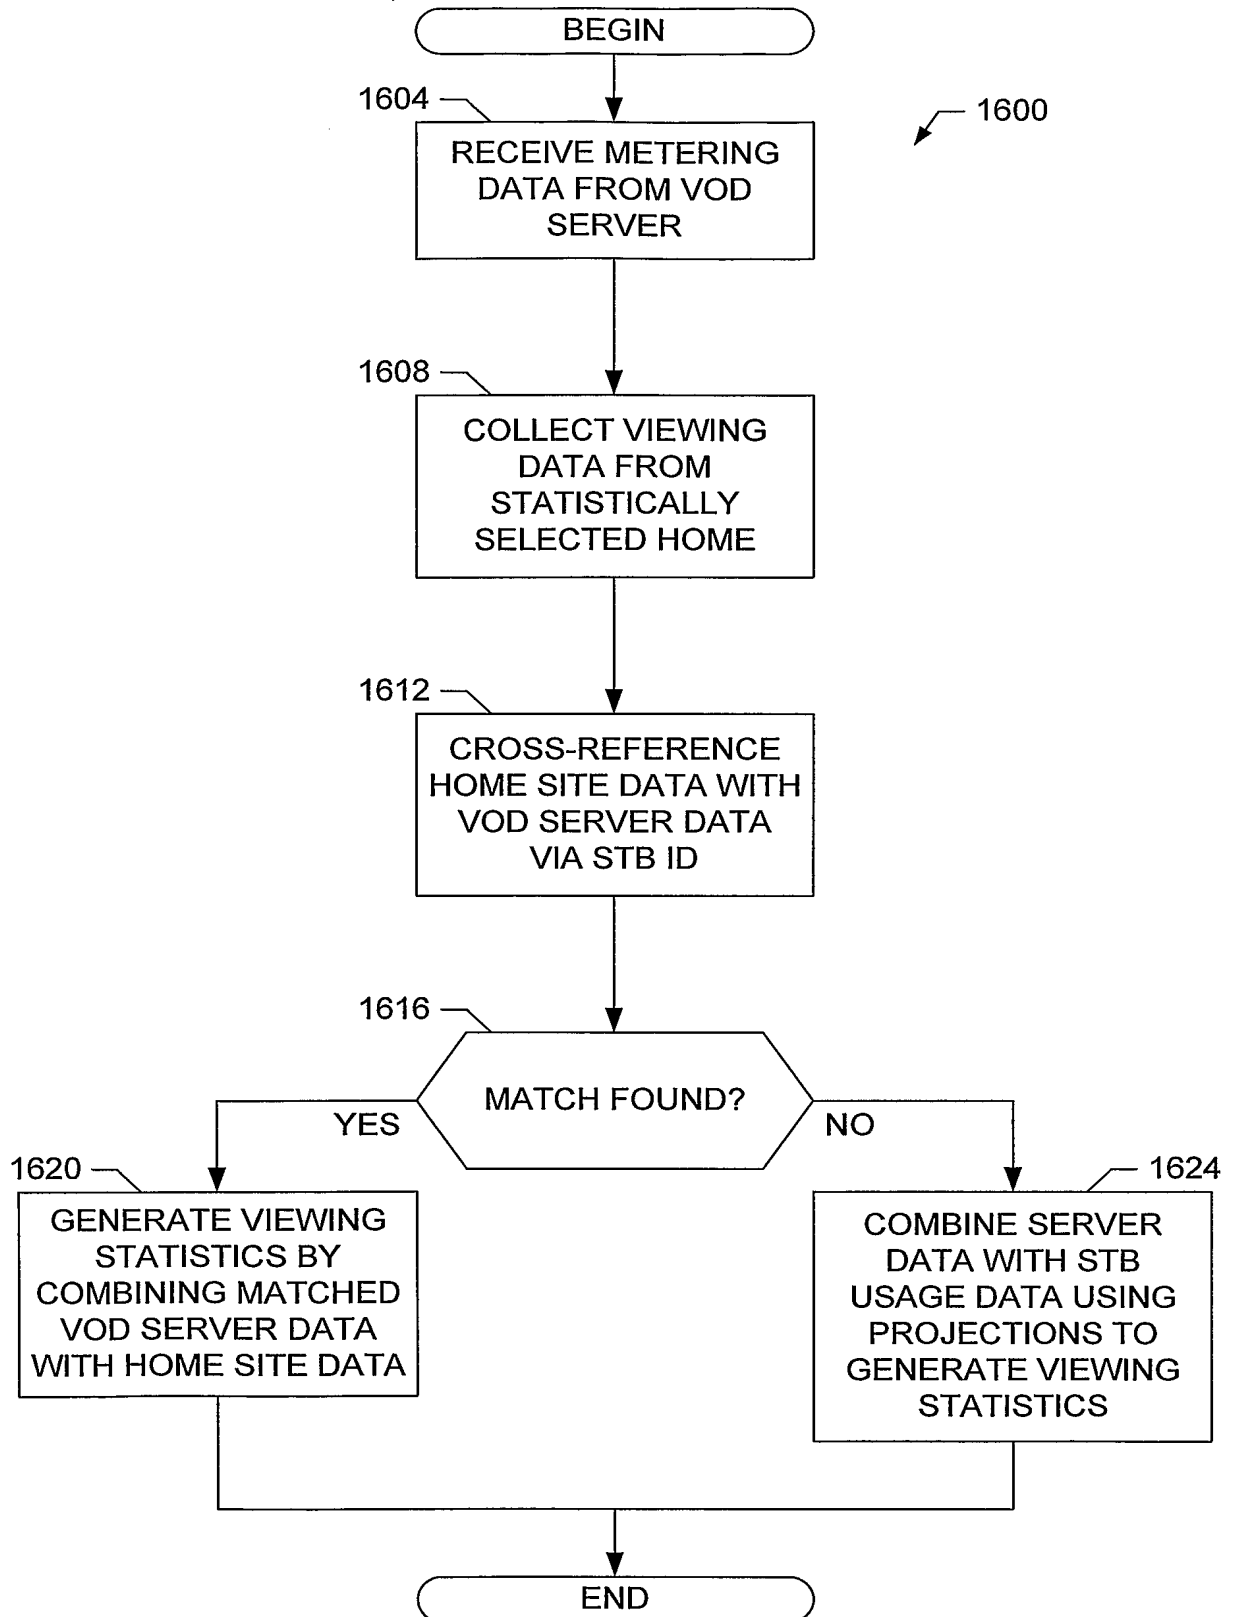 BEGIN
1600
1604
RECEIVE METERING
DATA FROM VOD
SERVER
1608
COLLECT VIEWING
DATA FROM
STATISTICALLY
SELECTED HOME
1612
CROSS-REFERENCE
HOME SITE DATA WITH
VOD SERVER DATA
VIA STB ID
1616
MATCH FOUND?
YES
NO
1620
GENERATE VIEWING
STATISTICS BY
COMBINING MATCHED
VOD SERVER DATA
WITH HOME SITE DATA
1624
COMBINE SERVER
DATA WITH STB
USAGE DATA USING
PROJECTIONS TO
GENERATE VIEWING
STATISTICS
END